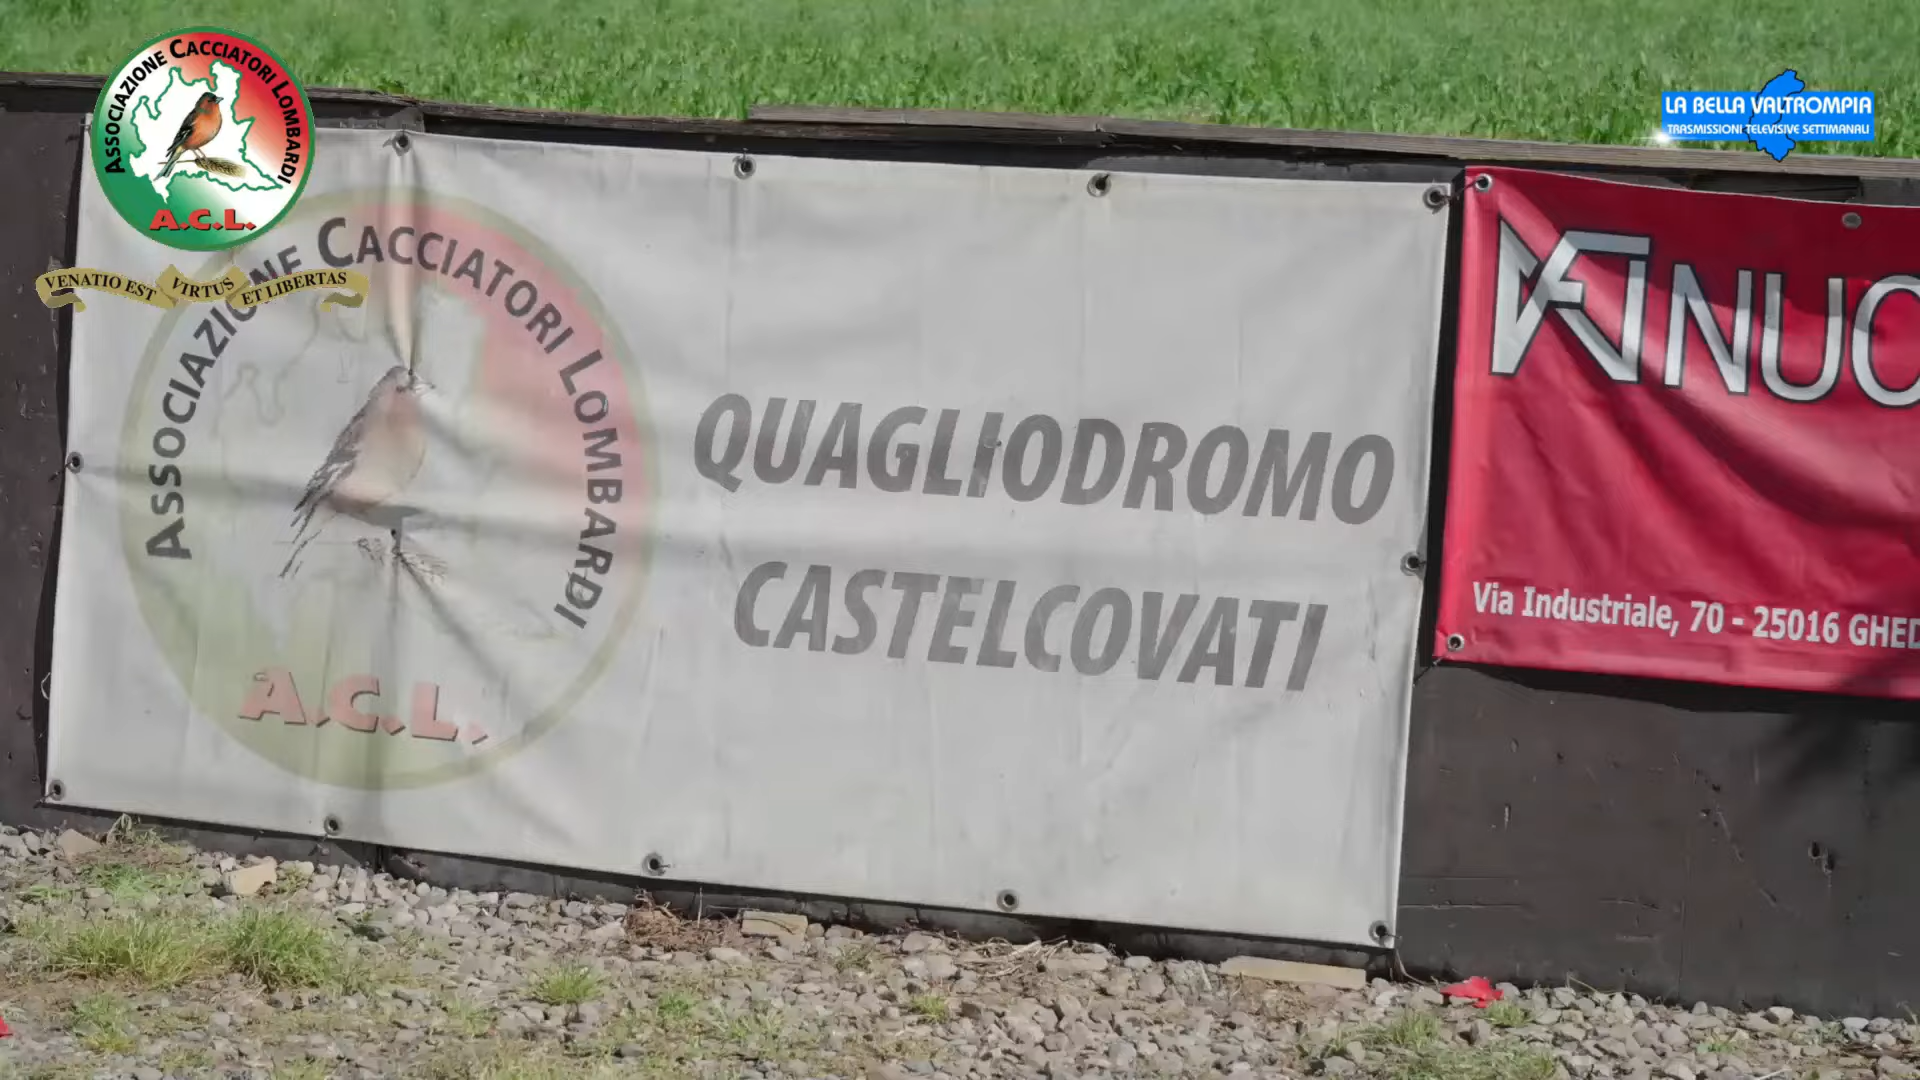 ASSOCIAZIONE CACCIATORI LOMBARDI
A.C.L.
VENATIO EST VIRTUS ET LIBERTAS
LA BELLA VALTROMPIA
TRASMISSIONI TELEVISIVE SETTIMANALI
ASSOCIAZIONE CACCIATORI LOMBARDI
A.C.L.
QUAGLIODROMO
CASTELCOVATI
NUO
Via Industriale, 70 - 25016 GHED